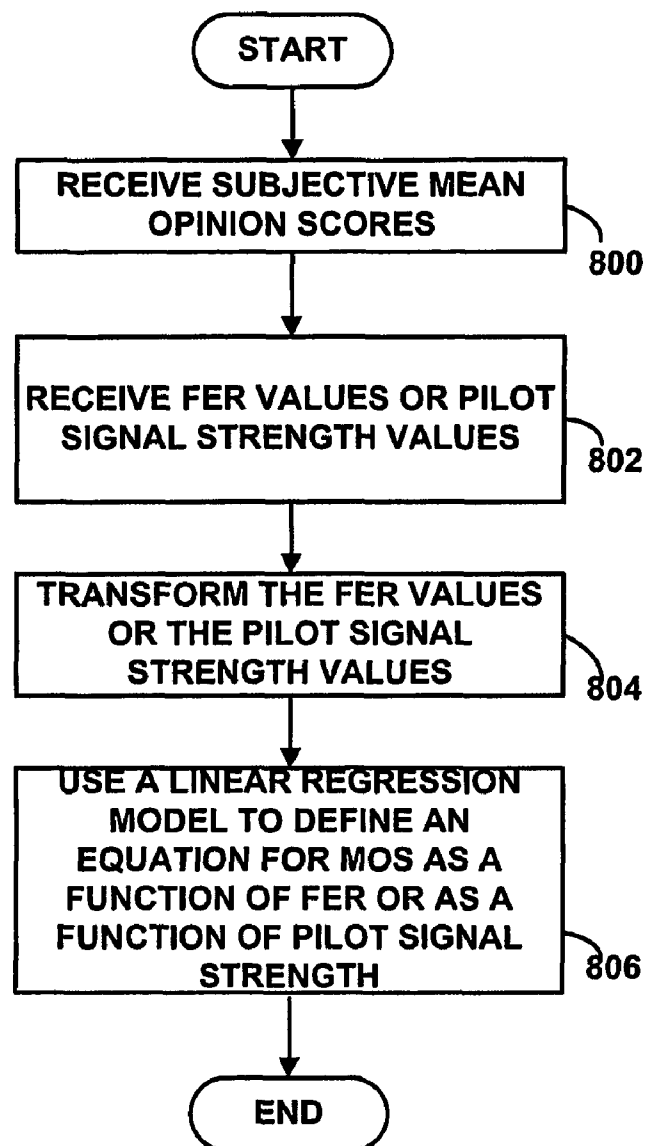 START
RECEIVE SUBJECTIVE MEAN
OPINION SCORES
800
RECEIVE FER VALUES OR PILOT
SIGNAL STRENGTH VALUES
802
TRANSFORM THE FER VALUES
OR THE PILOT SIGNAL
STRENGTH VALUES
804
USE A LINEAR REGRESSION
MODEL TO DEFINE AN
EQUATION FOR MOS AS A
FUNCTION OF FER OR AS A
FUNCTION OF PILOT SIGNAL
STRENGTH
806
END